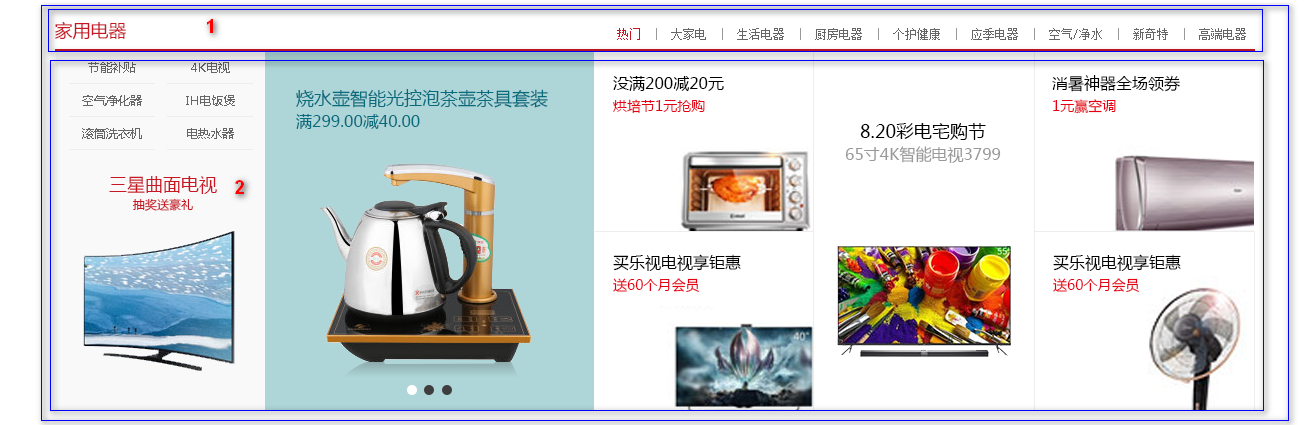 家用电器
1
热门 | 大家电 | 生活电器 | 厨房电器 | 个护健康 | 应季电器 | 空气/净水 | 新奇特 | 高端电器
节能补贴 4K电视
空气净化器 IH电饭煲
滚筒洗衣机 电热水器
三星曲面电视
2
抽奖送豪礼
烧水壶智能光控泡茶壶茶具套装
满299.00减40.00
没满200减20元
烘培节1元抢购
买乐视电视享钜惠
送60个月会员
40"
8.20彩电宅购节
65寸4K智能电视3799
55"
消暑神器全场领券
1元赢空调
买乐视电视享钜惠
送60个月会员